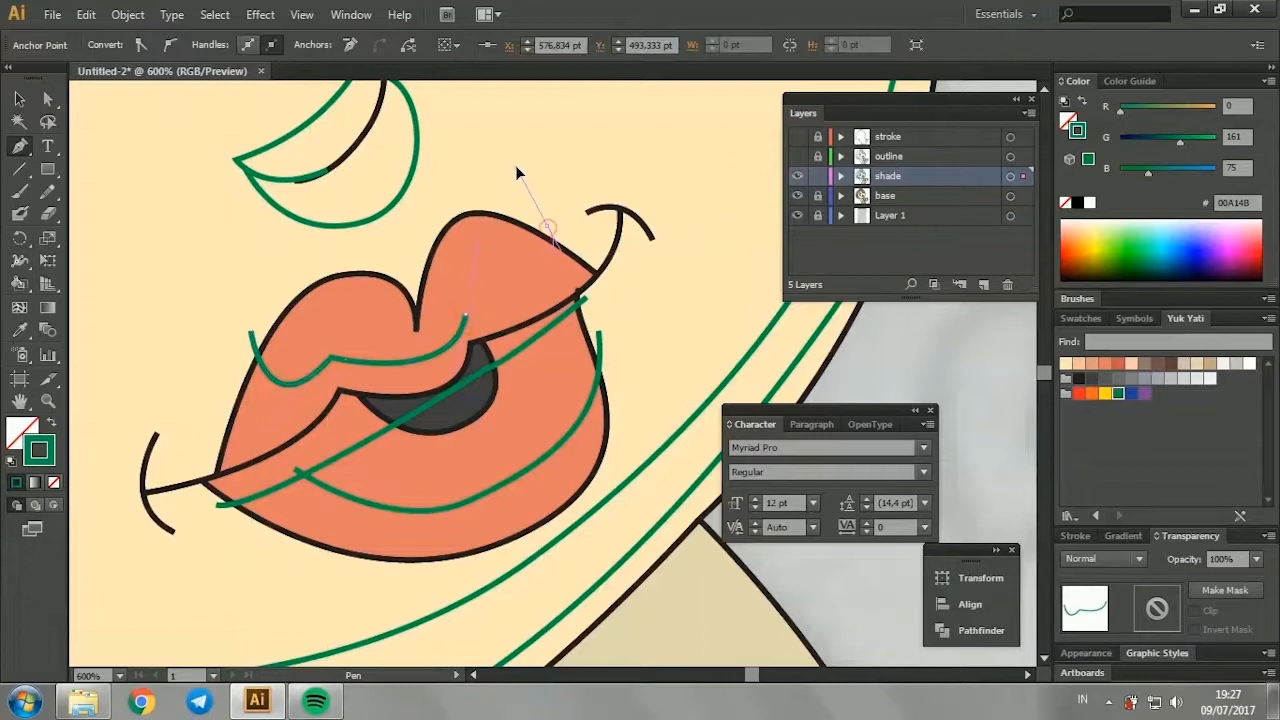 Ai File Edit Object Type Select Effect View Window Help Br Essentials
Anchor Point Convert: Handles: Anchors: X: 576,834 pt Y: 493,333 pt W: 0 pt H: 0 pt
Untitled-2* @ 600% (RGB/Preview) ×
Layers
stroke
outline
shade
base
Layer 1
5 Layers
Color Color Guide
R 0
G 161
B 75
# 00A14B
Brushes
Swatches Symbols Yuk Yati
Find:
Character Paragraph OpenType
Myriad Pro
Regular
12 pt (14,4 pt)
Auto 0
Transform
Align
Pathfinder
Stroke Gradient Transparency
Normal Opacity: 100%
Make Mask
Clip
Invert Mask
Appearance Graphic Styles
Artboards
600% 1 Pen
Ai IN 19:27
09/07/2017